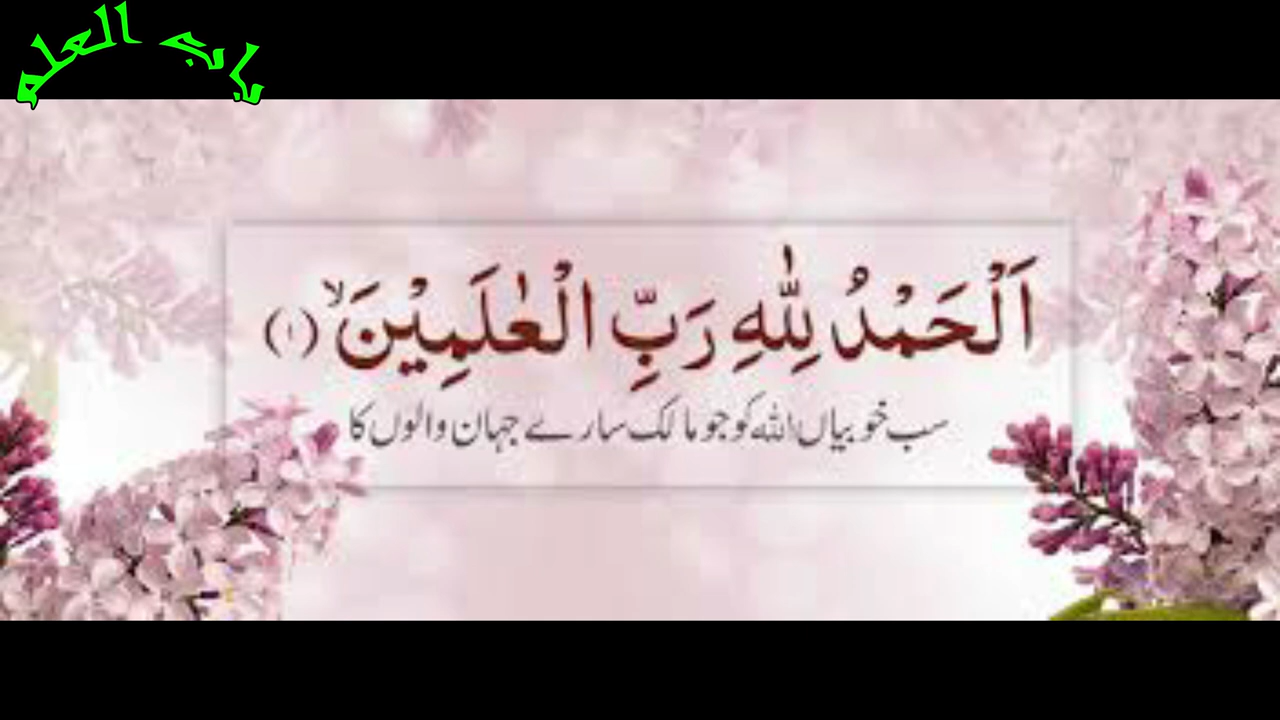 باب العلم
اَلْحَمْدُ لِلّٰهِ رَبِّ الْعٰلَمِیْنَۙ (۱)
سب خوبیاں اللہ کو جو مالک سارے جہان والوں کا